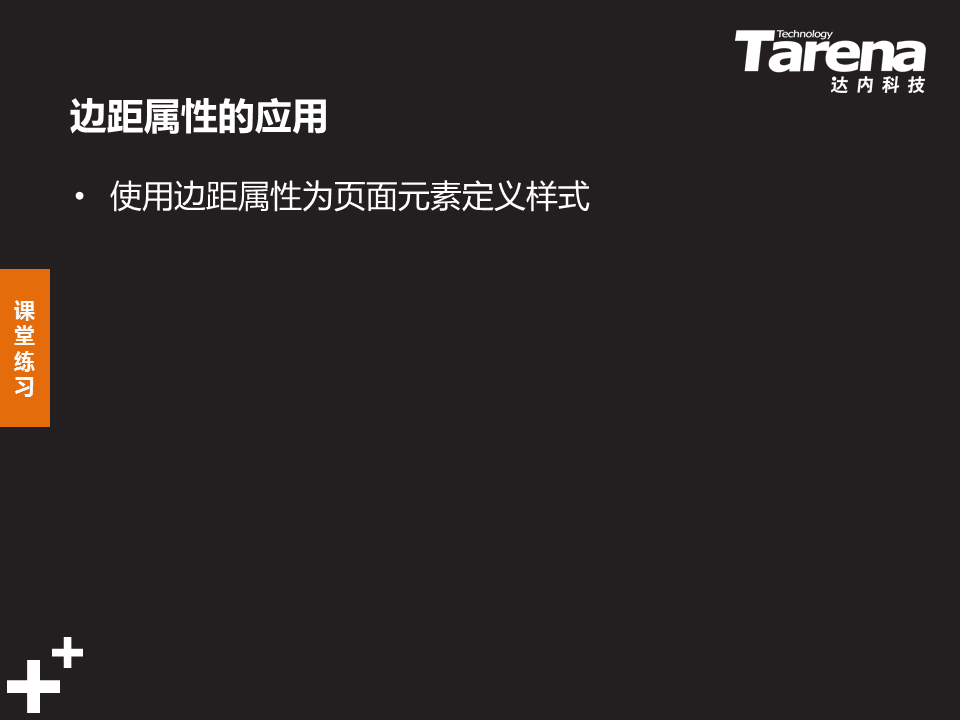 Technology
Tarena
达内科技
边距属性的应用
• 使用边距属性为页面元素定义样式
课
堂
练
习